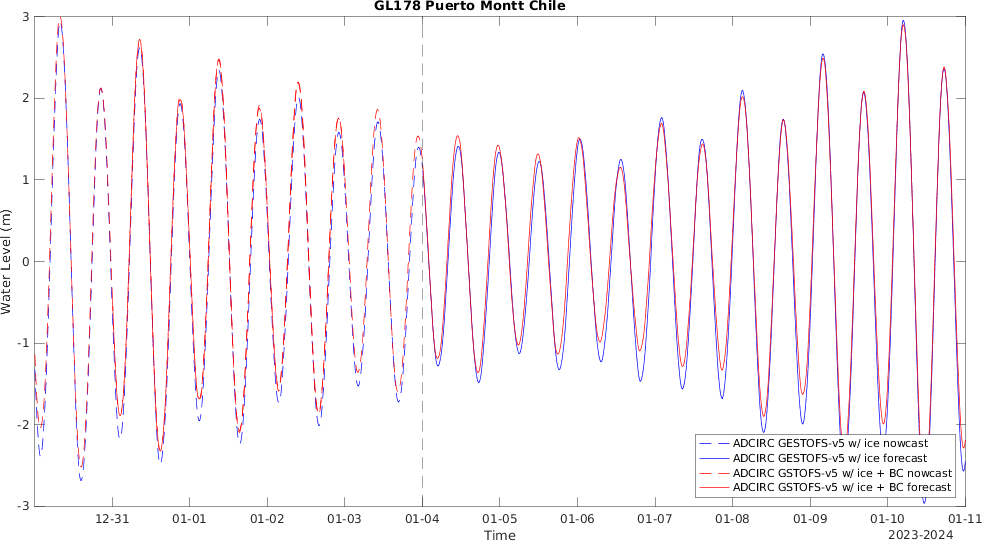 GL178 Puerto Montt Chile
3
2
1
0
-1
-2
-3
Water Level (m)
12-31
01-01
01-02
01-03
01-04
01-05
01-06
01-07
01-08
01-09
01-10
01-11
Time
2023-2024
ADCIRC GESTOFS-v5 w/ ice nowcast
ADCIRC GESTOFS-v5 w/ ice forecast
ADCIRC GSTOFS-v5 w/ ice + BC nowcast
ADCIRC GSTOFS-v5 w/ ice + BC forecast